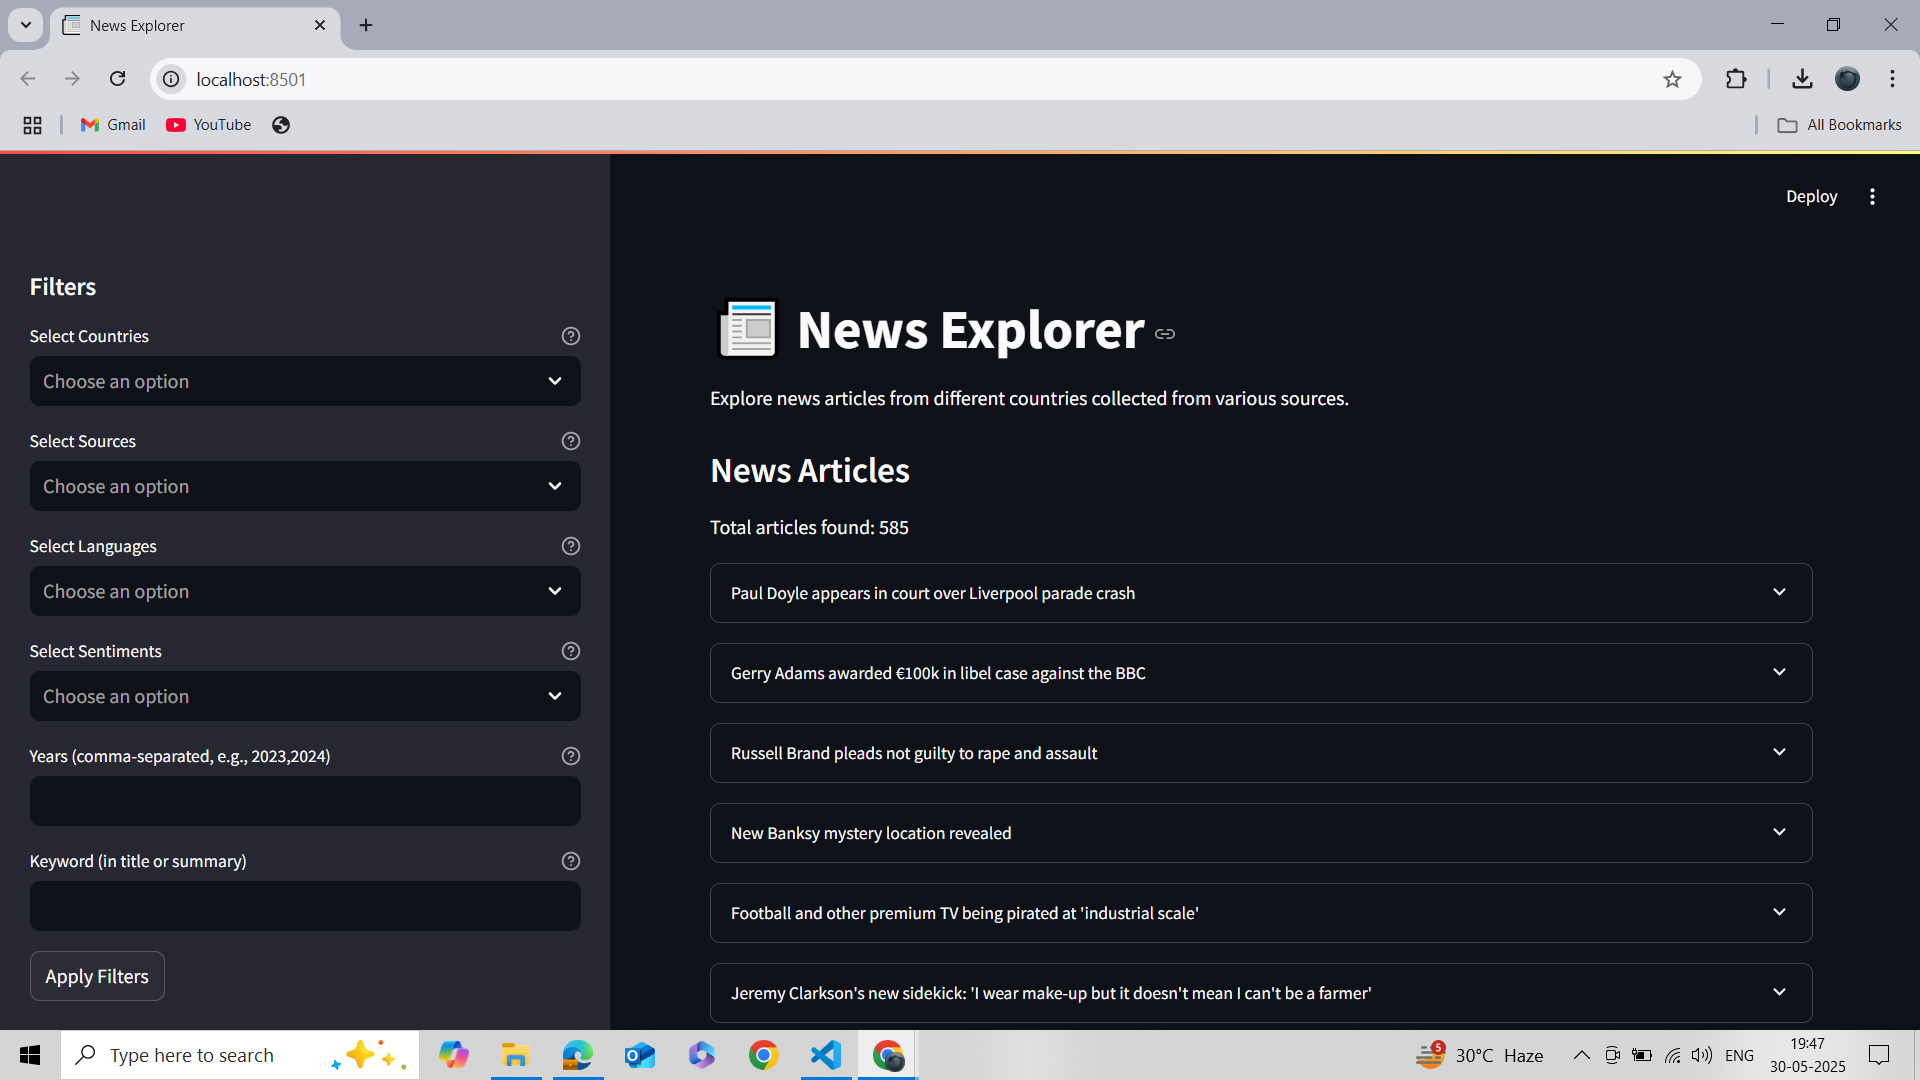 News Explorer
localhost:8501
Gmail
YouTube
All Bookmarks
Deploy
Filters
Select Countries
Choose an option
Select Sources
Choose an option
Select Languages
Choose an option
Select Sentiments
Choose an option
Years (comma-separated, e.g., 2023,2024)
Keyword (in title or summary)
Apply Filters
News Explorer
Explore news articles from different countries collected from various sources.
News Articles
Total articles found: 585
Paul Doyle appears in court over Liverpool parade crash
Gerry Adams awarded €100k in libel case against the BBC
Russell Brand pleads not guilty to rape and assault
New Banksy mystery location revealed
Football and other premium TV being pirated at 'industrial scale'
Jeremy Clarkson's new sidekick: 'I wear make-up but it doesn't mean I can't be a farmer'
Type here to search
5
30°C Haze
ENG
19:47
30-05-2025